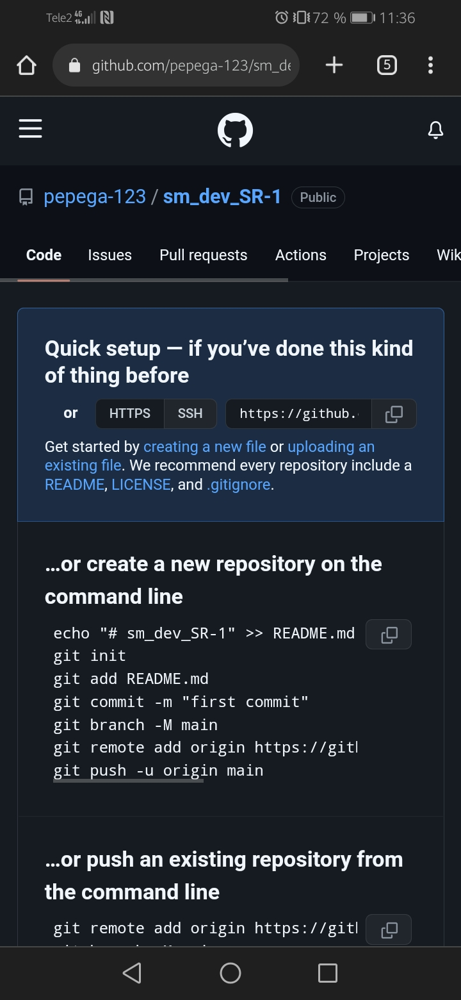 Tele2 4G 72 % 11:36
github.com/pepega-123/sm_de
5
pepega-123 / sm_dev_SR-1 Public
Code Issues Pull requests Actions Projects Wik
Quick setup — if you’ve done this kind
of thing before
or HTTPS SSH https://github.
Get started by creating a new file or uploading an
existing file. We recommend every repository include a
README, LICENSE, and .gitignore.
…or create a new repository on the
command line
echo "# sm_dev_SR-1" >> README.md
git init
git add README.md
git commit -m "first commit"
git branch -M main
git remote add origin https://git
git push -u origin main
…or push an existing repository from
the command line
git remote add origin https://git